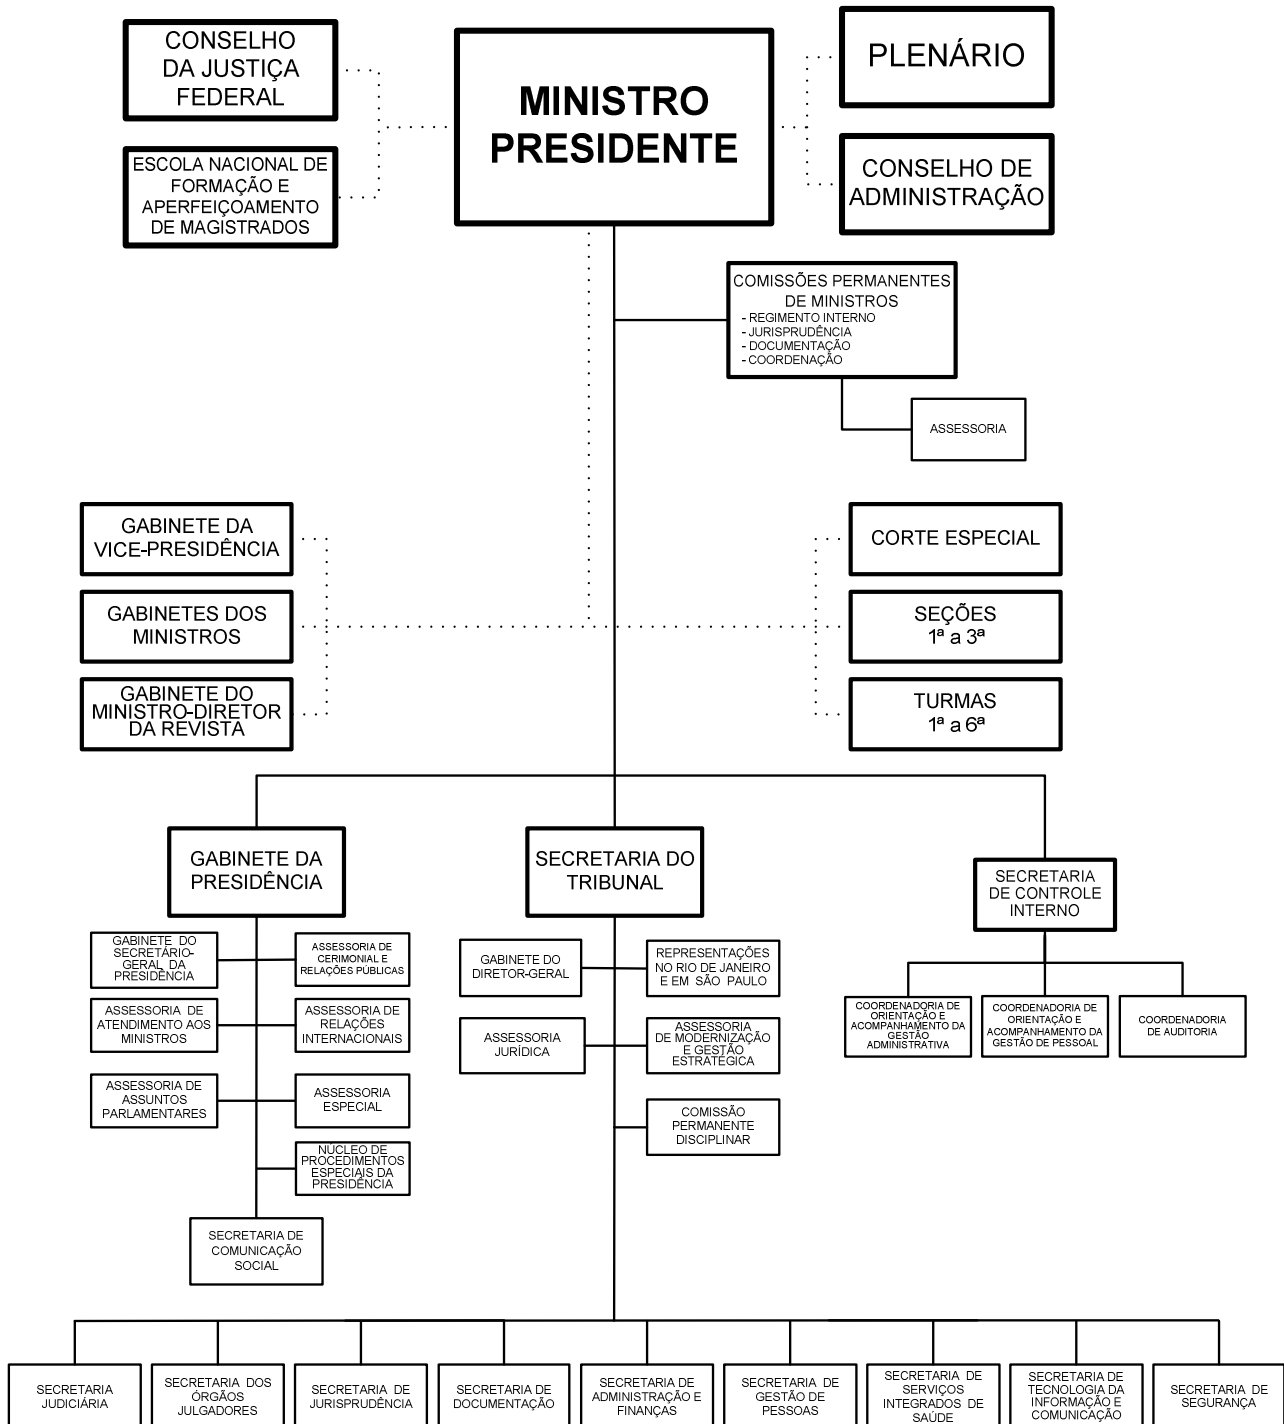 CONSELHO
DA JUSTIÇA
FEDERAL
MINISTRO
PRESIDENTE
PLENÁRIO
ESCOLA NACIONAL DE
FORMAÇÃO E
APERFEIÇOAMENTO
DE MAGISTRADOS
CONSELHO DE
ADMINISTRAÇÃO
COMISSÕES PERMANENTES
DE MINISTROS
- REGIMENTO INTERNO
- JURISPRUDÊNCIA
- DOCUMENTAÇÃO
- COORDENAÇÃO
ASSESSORIA
GABINETE DA
VICE-PRESIDÊNCIA
CORTE ESPECIAL
GABINETES DOS
MINISTROS
SEÇÕES
1ª a 3ª
GABINETE DO
MINISTRO-DIRETOR
DA REVISTA
TURMAS
1ª a 6ª
GABINETE DA
PRESIDÊNCIA
SECRETARIA DO
TRIBUNAL
SECRETARIA
DE CONTROLE
INTERNO
GABINETE DO
SECRETÁRIO-
GERAL DA
PRESIDÊNCIA
ASSESSORIA DE
CERIMONIAL E
RELAÇÕES PÚBLICAS
GABINETE DO
DIRETOR-GERAL
REPRESENTAÇÕES
NO RIO DE JANEIRO
E EM SÃO PAULO
ASSESSORIA DE
ATENDIMENTO AOS
MINISTROS
ASSESSORIA DE
RELAÇÕES
INTERNACIONAIS
ASSESSORIA
JURÍDICA
ASSESSORIA
DE MODERNIZAÇÃO
E GESTÃO
ESTRATÉGICA
COORDENADORIA DE
ORIENTAÇÃO E
ACOMPANHAMENTO DA
GESTÃO
ADMINISTRATIVA
COORDENADORIA DE
ORIENTAÇÃO E
ACOMPANHAMENTO DA
GESTÃO DE PESSOAL
COORDENADORIA
DE AUDITORIA
ASSESSORIA DE
ASSUNTOS
PARLAMENTARES
ASSESSORIA
ESPECIAL
COMISSÃO
PERMANENTE
DISCIPLINAR
NÚCLEO DE
PROCEDIMENTOS
ESPECIAIS DA
PRESIDÊNCIA
SECRETARIA DE
COMUNICAÇÃO
SOCIAL
SECRETARIA
JUDICIÁRIA
SECRETARIA DOS
ÓRGÃOS
JULGADORES
SECRETARIA DE
JURISPRUDÊNCIA
SECRETARIA DE
DOCUMENTAÇÃO
SECRETARIA DE
ADMINISTRAÇÃO E
FINANÇAS
SECRETARIA DE
GESTÃO DE
PESSOAS
SECRETARIA DE
SERVIÇOS
INTEGRADOS DE
SAÚDE
SECRETARIA DE
TECNOLOGIA DA
INFORMAÇÃO E
COMUNICAÇÃO
SECRETARIA DE
SEGURANÇA